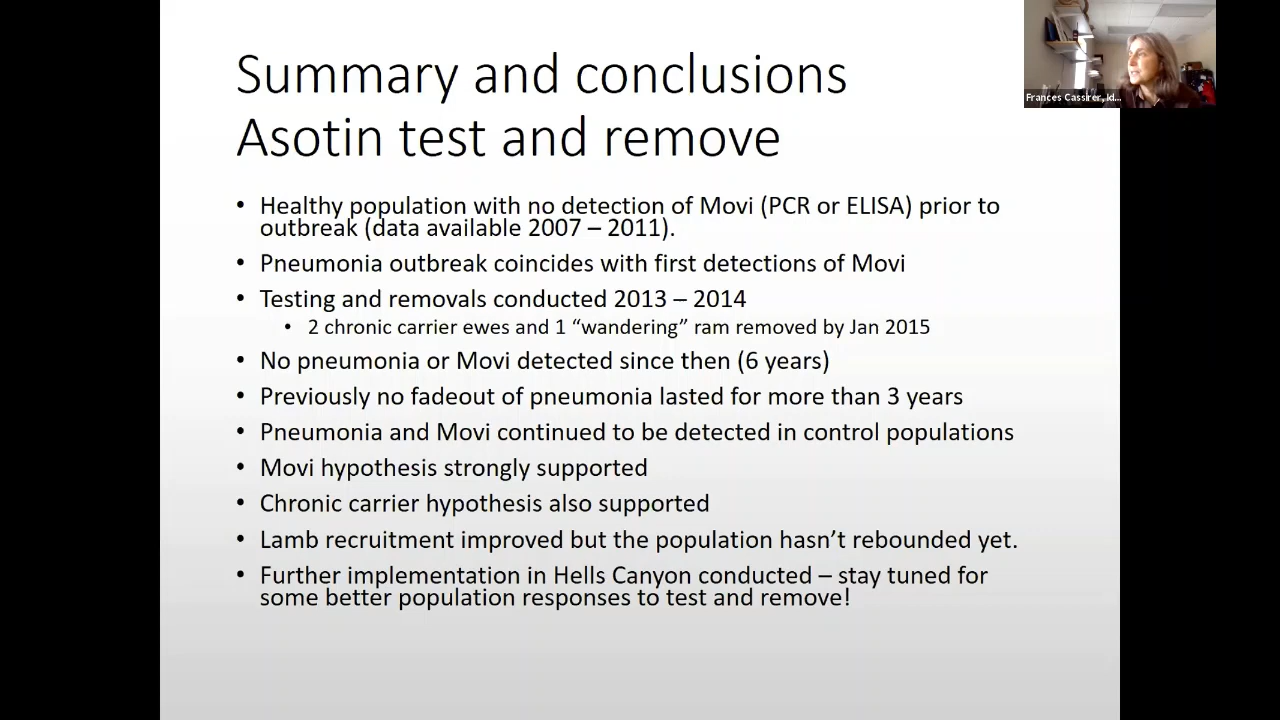 Summary and conclusions
Asotin test and remove
• Healthy population with no detection of Movi (PCR or ELISA) prior to
outbreak (data available 2007 – 2011).
• Pneumonia outbreak coincides with first detections of Movi
• Testing and removals conducted 2013 – 2014
• 2 chronic carrier ewes and 1 “wandering” ram removed by Jan 2015
• No pneumonia or Movi detected since then (6 years)
• Previously no fadeout of pneumonia lasted for more than 3 years
• Pneumonia and Movi continued to be detected in control populations
• Movi hypothesis strongly supported
• Chronic carrier hypothesis also supported
• Lamb recruitment improved but the population hasn’t rebounded yet.
• Further implementation in Hells Canyon conducted – stay tuned for
some better population responses to test and remove!
Frances Cassirer, Id...